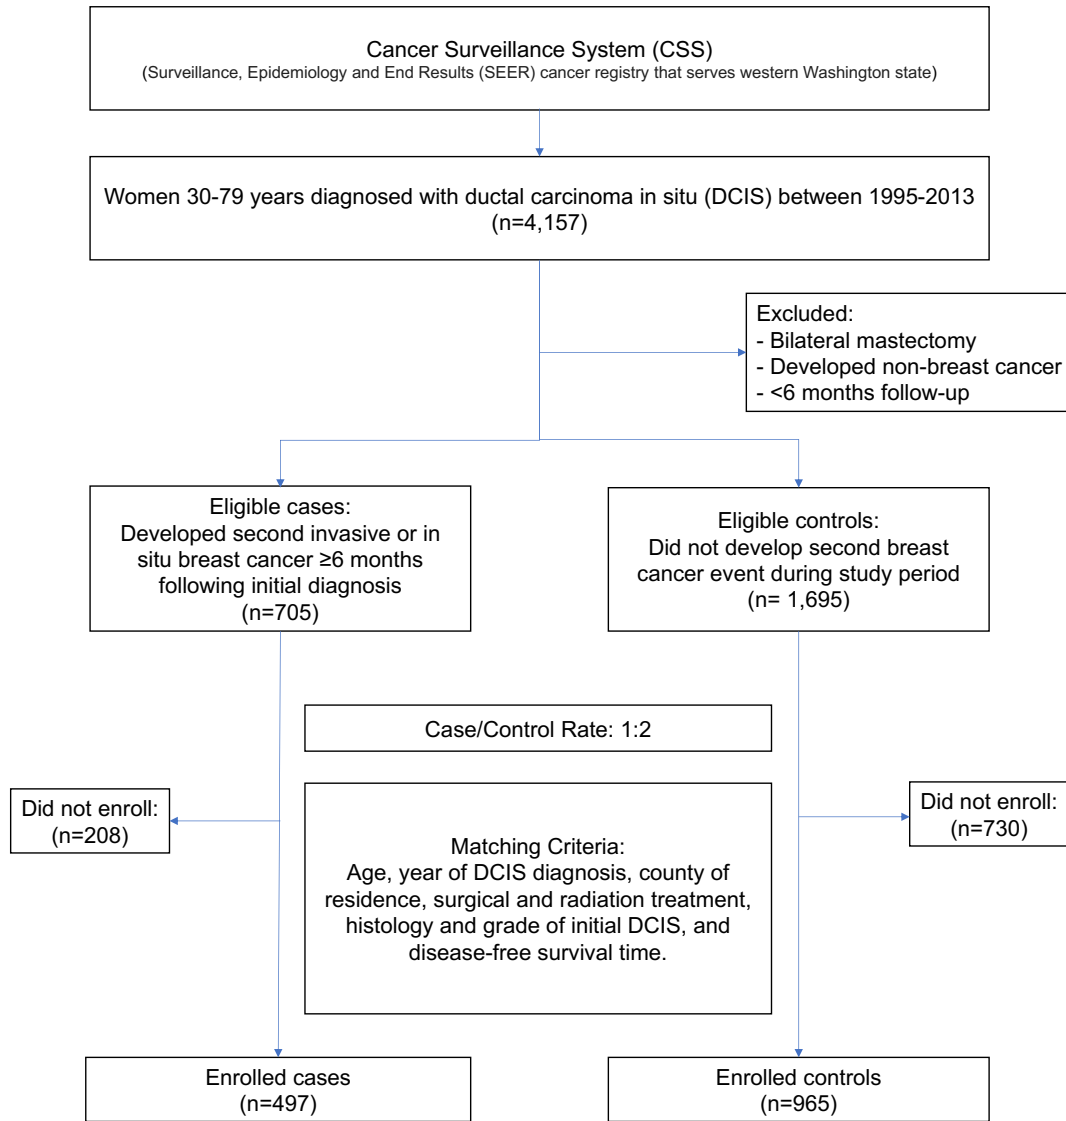 Cancer Surveillance System (CSS)
(Surveillance, Epidemiology and End Results (SEER) cancer registry that serves western Washington state)
Women 30-79 years diagnosed with ductal carcinoma in situ (DCIS) between 1995-2013
(n=4,157)
Excluded:
- Bilateral mastectomy
- Developed non-breast cancer
- <6 months follow-up
Eligible cases:
Developed second invasive or in
situ breast cancer ≥6 months
following initial diagnosis
(n=705)
Eligible controls:
Did not develop second breast
cancer event during study period
(n= 1,695)
Case/Control Rate: 1:2
Did not enroll:
(n=208)
Matching Criteria:
Age, year of DCIS diagnosis, county of
residence, surgical and radiation treatment,
histology and grade of initial DCIS, and
disease-free survival time.
Did not enroll:
(n=730)
Enrolled cases
(n=497)
Enrolled controls
(n=965)